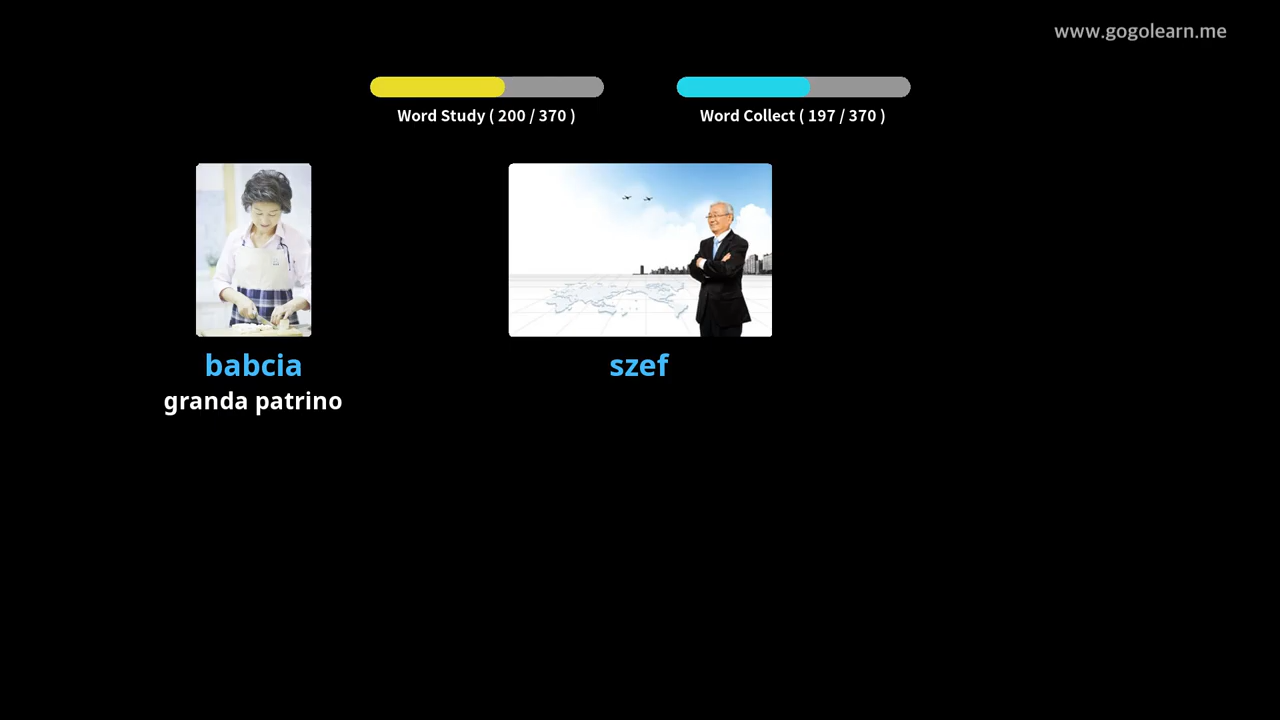 www.gogolearn.me
Word Study ( 200 / 370 )
Word Collect ( 197 / 370 )
babcia
granda patrino
szef